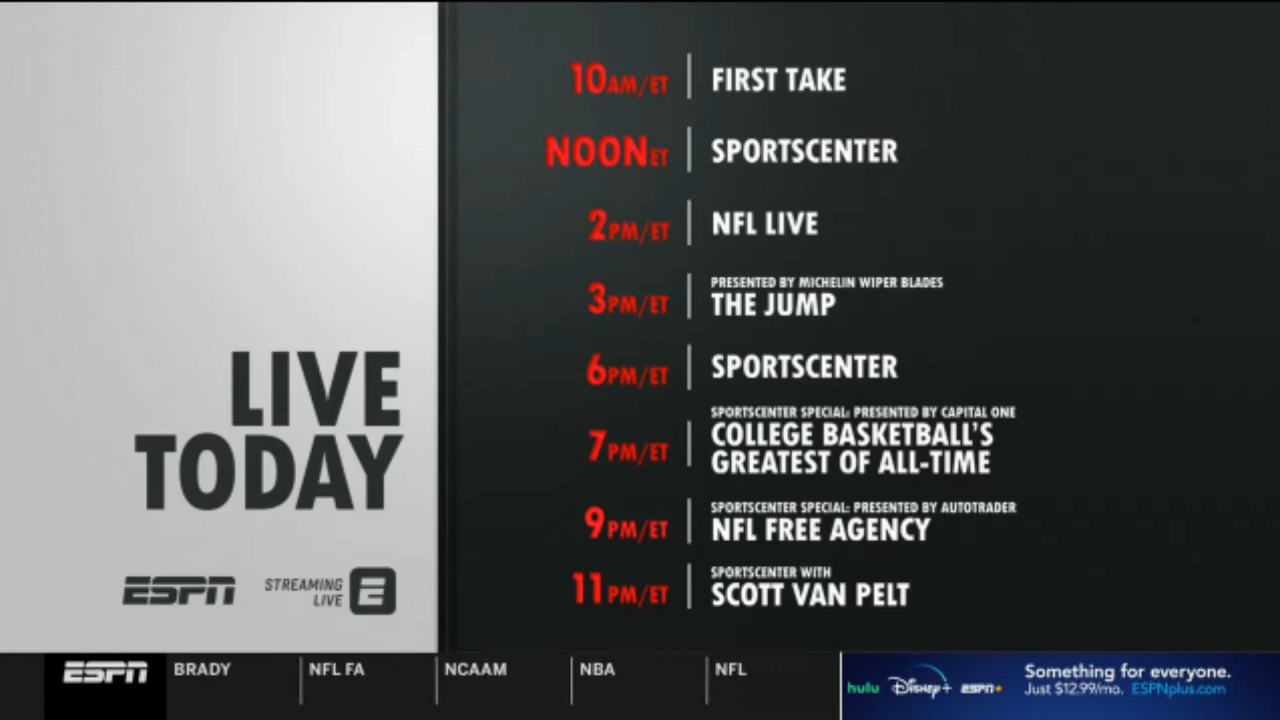 10AM/ET FIRST TAKE
NOON ET SPORTSCENTER
2PM/ET NFL LIVE
PRESENTED BY MICHELIN WIPER BLADES
3PM/ET THE JUMP
6PM/ET SPORTSCENTER
SPORTSCENTER SPECIAL: PRESENTED BY CAPITAL ONE
7PM/ET COLLEGE BASKETBALL'S
GREATEST OF ALL-TIME
SPORTSCENTER SPECIAL: PRESENTED BY AUTOTRADER
9PM/ET NFL FREE AGENCY
SPORTSCENTER WITH
11PM/ET SCOTT VAN PELT
LIVE
TODAY
ESPN STREAMING
LIVE E
ESPN BRADY NFL FA NCAAM NBA NFL
hulu Disney+ ESPN+
Something for everyone.
Just $12.99/mo. ESPNplus.com